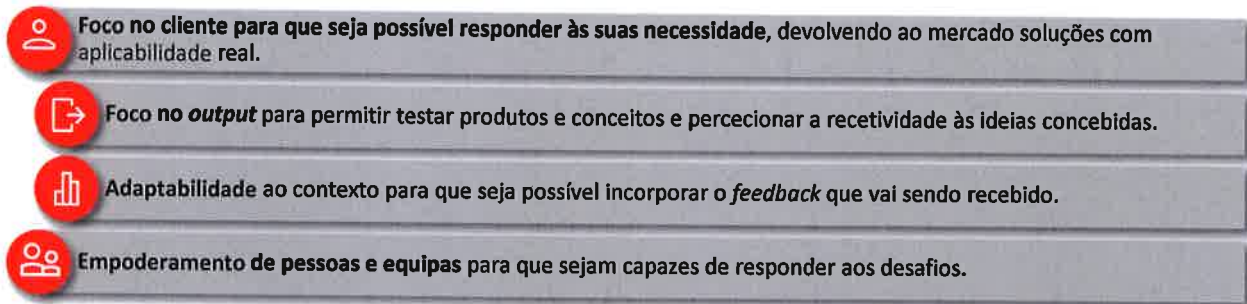 Foco no cliente para que seja possível responder às suas necessidade, devolvendo ao mercado soluções com
aplicabilidade real.
Foco no output para permitir testar produtos e conceitos e percecionar a recetividade às ideias concebidas.
Adaptabilidade ao contexto para que seja possível incorporar o feedback que vai sendo recebido.
Empoderamento de pessoas e equipas para que sejam capazes de responder aos desafios.